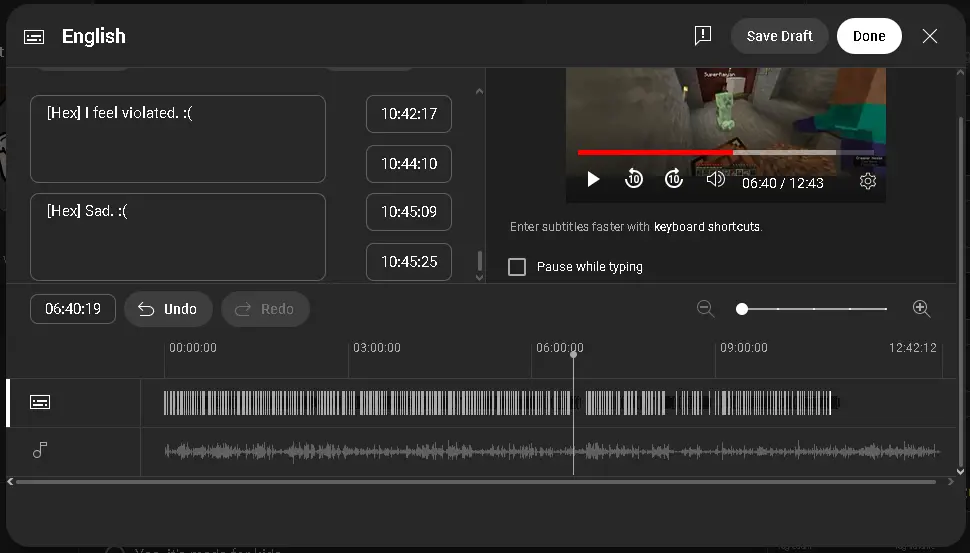 English
Save Draft
Done
[Hex] I feel violated. :(
10:42:17
10:44:10
[Hex] Sad. :(
10:45:09
10:45:25
06:40 / 12:43
Enter subtitles faster with keyboard shortcuts.
Pause while typing
06:40:19
Undo
Redo
00:00:00
03:00:00
06:00:00
09:00:00
12:42:12